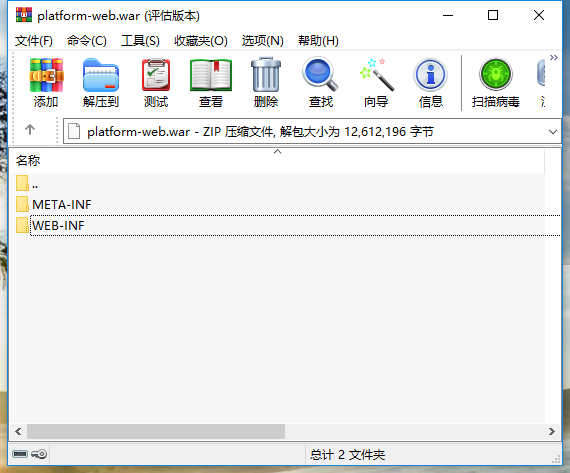 platform-web.war (评估版本)
文件(F) 命令(C) 工具(S) 收藏夹(O) 选项(N) 帮助(H)
添加 解压到 测试 查看 删除 查找 向导 信息 扫描病毒
platform-web.war - ZIP 压缩文件, 解包大小为 12,612,196 字节
名称
..
META-INF
WEB-INF
总计 2 文件夹